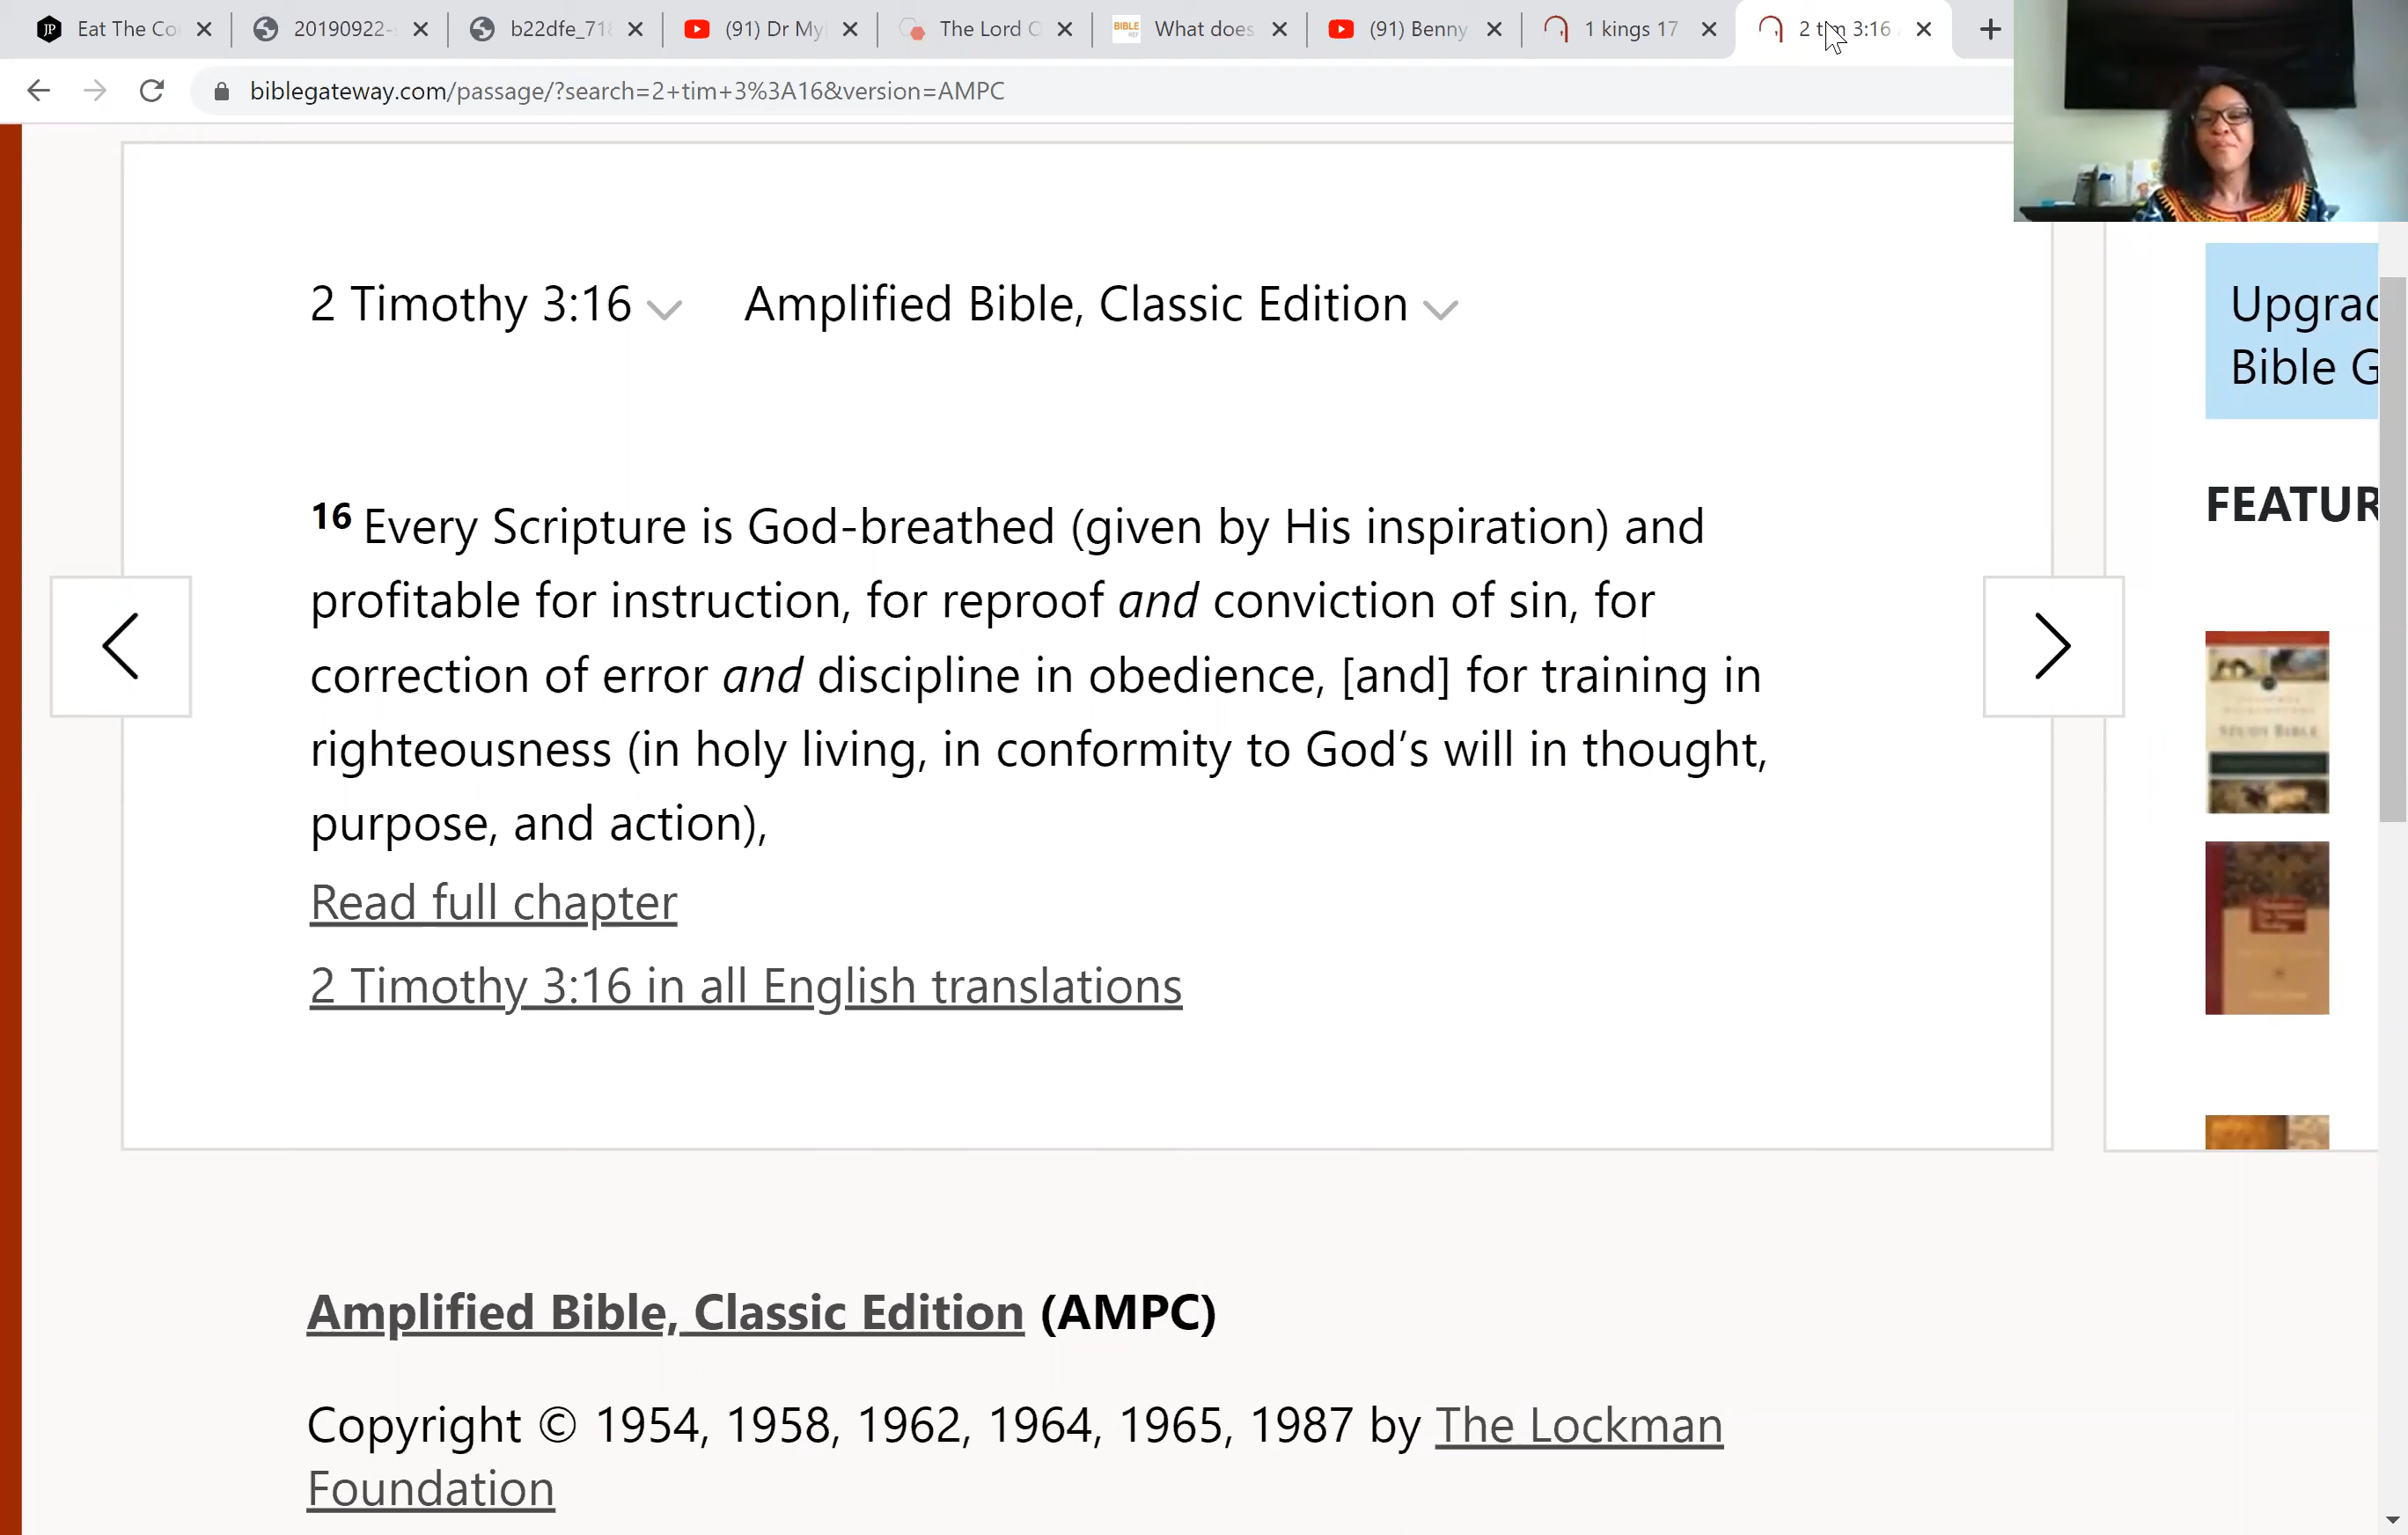 Eat The Co
20190922-
b22dfe_718
(91) Dr My
The Lord O
BIBLE
What does
(91) Benny
1 kings 17
2 tim 3:16
biblegateway.com/passage/?search=2+tim+3%3A16&version=AMPC
2 Timothy 3:16
Amplified Bible, Classic Edition
16 Every Scripture is God-breathed (given by His inspiration) and
profitable for instruction, for reproof and conviction of sin, for
correction of error and discipline in obedience, [and] for training in
righteousness (in holy living, in conformity to God’s will in thought,
purpose, and action),
Read full chapter
2 Timothy 3:16 in all English translations
Upgrad
Bible G
FEATUR
STUDY BIBLE
Amplified Bible, Classic Edition (AMPC)
Copyright © 1954, 1958, 1962, 1964, 1965, 1987 by The Lockman
Foundation